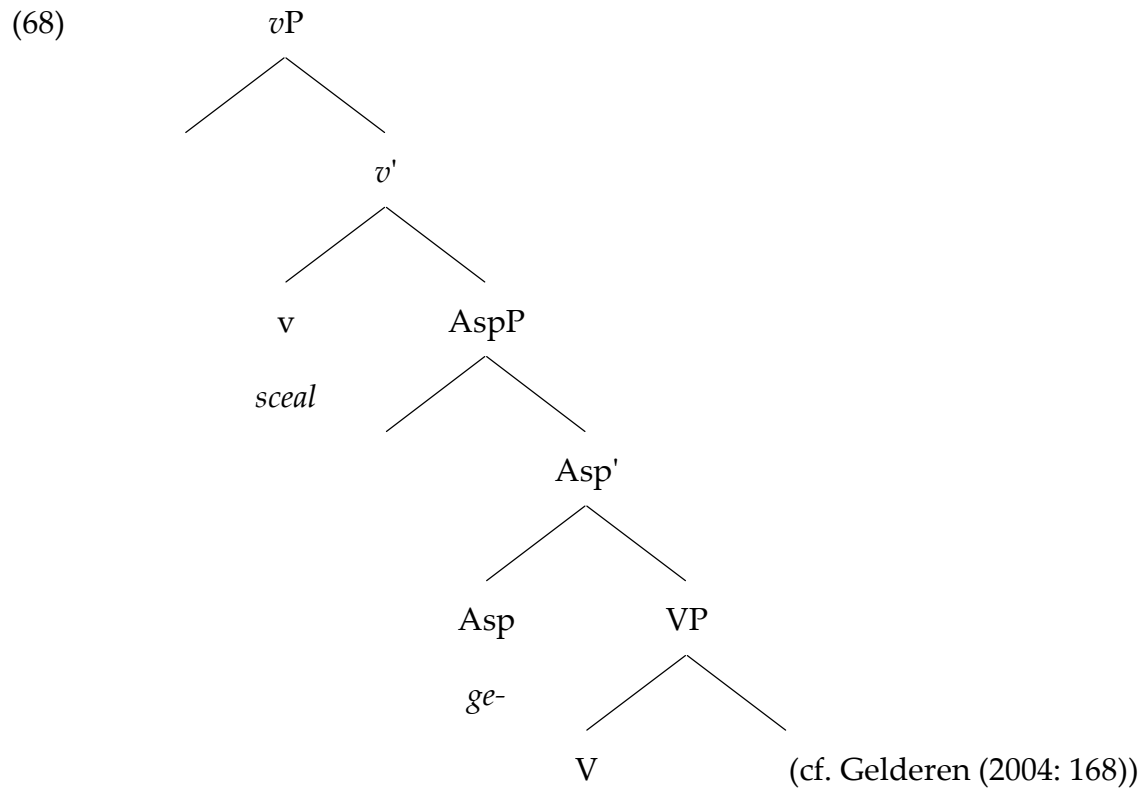 (68) vP
v'
v AspP
sceal
Asp'
Asp VP
ge-
V (cf. Gelderen (2004: 168))